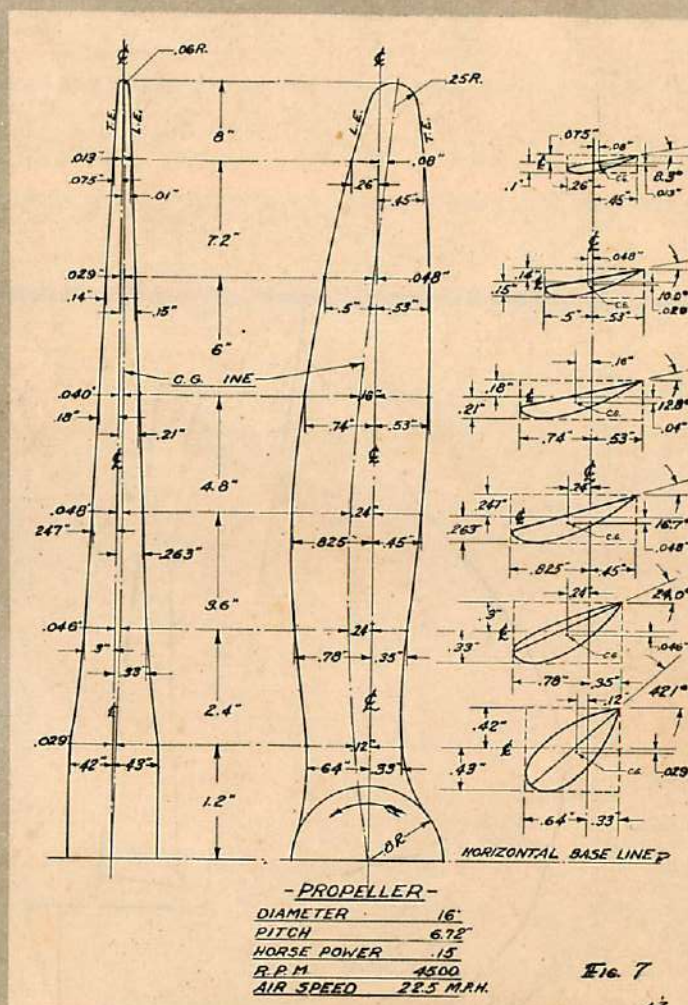 ℄ .06R. ℄ .25R.
T.E. L.E. L.E. T.E.
8"
.013" .08"
.075" .26" .45"
.01"
7.2"
.029" .048"
.14" .15" .5" .53"
6"
C.G. INE
.040" .16"
.18" .21" .74" .53"
℄ ℄
4.8"
.048" .24"
.247" .263" .825" .45"
3.6"
.046" .24"
.3" .33" .78" .35"
℄ ℄
2.4"
.029 .12"
.42" .43" .64" .33"
1.2"
.8R.
.075" .08"
℄ 8.3°
.1" .26" C.G. .45" .013"
℄
.048"
.14" ℄ 10.0°
.15" C.G. .029
.5" .53"
.16"
.18" ℄ 12.8°
.21" C.G. .04"
.74" .53"
℄
.24"
.247" ℄ 16.7°
.263" C.G. .048"
.825" .45"
.24" 24.0°
.3"
℄ .33" C.G. .046"
.78" .35"
.12" 42.1°
.42"
℄
.43" C.G. .029"
.64" .33"
HORIZONTAL BASE LINE
- PROPELLER -
DIAMETER 16"
PITCH 6.72"
HORSE POWER .15
R.P.M 4500
AIR SPEED 22.5 M.P.H.
FIG. 7